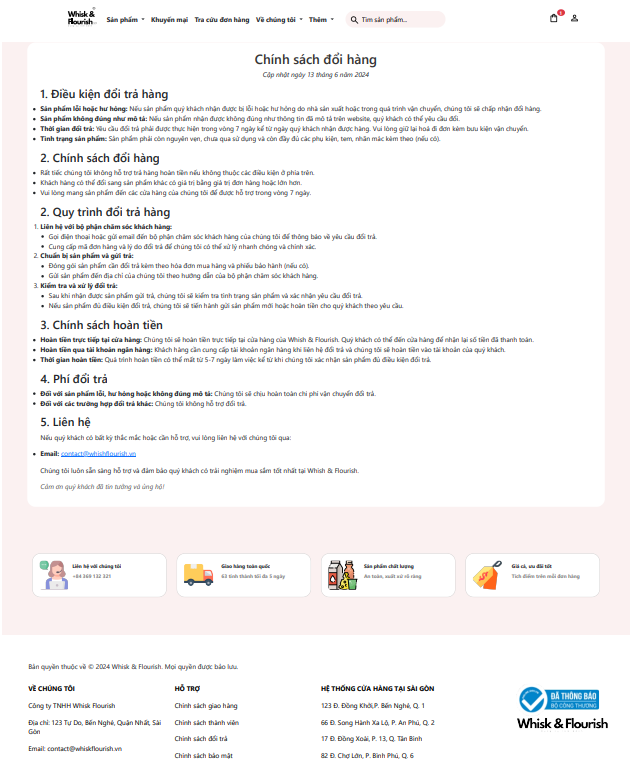 Whisk &
Flourish
Sản phẩm
Khuyến mại
Tra cứu đơn hàng
Về chúng tôi
Thêm
Tìm sản phẩm..
Chính sách đổi hàng
Cập nhật ngày 13 tháng 6 năm 2024
1. Điều kiện đổi trả hàng
Sản phẩm lỗi hoặc hư hỏng: Nếu sản phẩm quý khách nhận được bị lỗi hoặc hư hỏng do nhà sản xuất hoặc trong quá trình vận chuyển, chúng tôi sẽ chấp nhận đổi hàng.
Sản phẩm không đúng như mô tả: Nếu sản phẩm nhận được không đúng như thông tin đã mô tả trên website, quý khách có thể yêu cầu đổi.
Thời gian đổi trả: Yêu cầu đổi trả phải được thực hiện trong vòng 7 ngày kể từ ngày quý khách nhận được hàng. Vui lòng giữ lại hoá đi đơn kèm bưu kiện vận chuyển.
Tình trạng sản phẩm: Sản phẩm phải còn nguyên vẹn, chưa qua sử dụng và còn đầy đủ các phụ kiện, tem, nhãn mác kèm theo (nếu có).
2. Chính sách đổi hàng
Rất tiếc chúng tôi không hỗ trợ trả hàng hoàn tiền nếu không thuộc các điều kiện ở phía trên.
Khách hàng có thể đổi sang sản phẩm khác có giá trị bằng giá trị đơn hàng hoặc lớn hơn.
Vui lòng mang sản phẩm đến các cửa hàng của chúng tôi để được hỗ trợ trong vòng 7 ngày.
2. Quy trình đổi trả hàng
1. Liên hệ với bộ phận chăm sóc khách hàng:
Gọi điện thoại hoặc gửi email đến bộ phận chăm sóc khách hàng của chúng tôi để thông báo về yêu cầu đổi trả.
Cung cấp mã đơn hàng và lý do đổi trả để chúng tôi có thể xử lý nhanh chóng và chính xác.
2. Chuẩn bị sản phẩm và gửi trả:
Đóng gói sản phẩm cần đổi trả kèm theo hóa đơn mua hàng và phiếu bảo hành (nếu có).
Gửi sản phẩm đến địa chỉ của chúng tôi theo hướng dẫn của bộ phận chăm sóc khách hàng.
3. Kiểm tra và xử lý đổi trả:
Sau khi nhận được sản phẩm gửi trả, chúng tôi sẽ kiểm tra tình trạng sản phẩm và xác nhận yêu cầu đổi trả.
Nếu sản phẩm đủ điều kiện đổi trả, chúng tôi sẽ tiến hành gửi sản phẩm mới hoặc hoàn tiền cho quý khách theo yêu cầu.
3. Chính sách hoàn tiền
Hoàn tiền trực tiếp tại cửa hàng: Chúng tôi sẽ hoàn tiền trực tiếp tại cửa hàng của Whisk & Flourish. Quý khách có thể đến cửa hàng để nhận lại số tiền đã thanh toán.
Hoàn tiền qua tài khoản ngân hàng: Khách hàng cần cung cấp tài khoản ngân hàng khi liên hệ đổi trả và chúng tôi sẽ hoàn tiền vào tài khoản của quý khách.
Thời gian hoàn tiền: Quá trình hoàn tiền có thể mất từ 5-7 ngày làm việc kể từ khi chúng tôi xác nhận sản phẩm đủ điều kiện đổi trả.
4. Phí đổi trả
Đối với sản phẩm lỗi, hư hỏng hoặc không đúng mô tả: Chúng tôi sẽ chịu hoàn toàn chi phí vận chuyển đổi trả.
Đối với các trường hợp đổi trả khác: Chúng tôi không hỗ trợ đổi trả.
5. Liên hệ
Nếu quý khách có bất kỳ thắc mắc hoặc cần hỗ trợ, vui lòng liên hệ với chúng tôi qua:
Email: contact@whishflourish.vn
Chúng tôi luôn sẵn sàng hỗ trợ và đảm bảo quý khách có trải nghiệm mua sắm tốt nhất tại Whisk & Flourish.
Cảm ơn quý khách đã tin tưởng và ủng hộ!
Liên hệ với chúng tôi
+84 369 132 321
Giao hàng toàn quốc
63 tỉnh thành tối đa 5 ngày
Sản phẩm chất lượng
An toàn, xuất xứ rõ ràng
Giá cả, ưu đãi tốt
Tích điểm trên mỗi đơn hàng
Bản quyền thuộc về © 2024 Whisk & Flourish. Mọi quyền được bảo lưu.
VỀ CHÚNG TÔI
Công ty TNHH Whisk Flourish
Địa chỉ: 123 Tự Do, Bến Nghé, Quận Nhất, Sài
Gòn
Email: contact@whiskflourish.vn
HỖ TRỢ
Chính sách giao hàng
Chính sách thành viên
Chính sách đổi trả
Chính sách bảo mật
HỆ THỐNG CỬA HÀNG TẠI SÀI GÒN
123 Đ. Đồng Khởi,P. Bến Nghé, Q. 1
66 Đ. Song Hành Xa Lộ, P. An Phú, Q. 2
17 Đ. Đồng Xoài, P. 13, Q. Tân Bình
82 Đ. Chợ Lớn, P. Bình Phú, Q. 6
ĐÃ THÔNG BÁO
BỘ CÔNG THƯƠNG
Whisk & Flourish